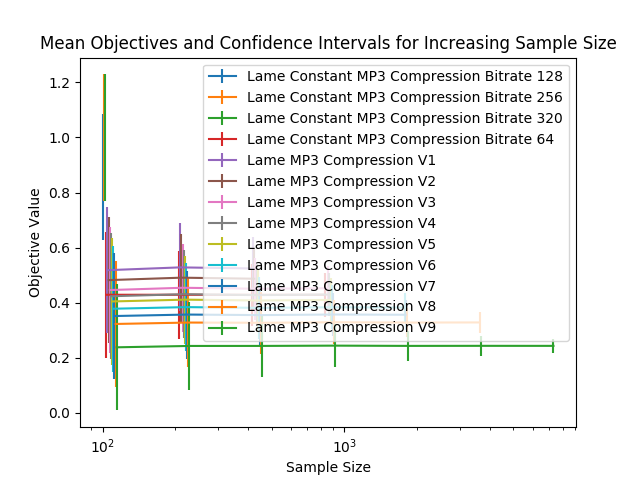 Mean Objectives and Confidence Intervals for Increasing Sample Size
Lame Constant MP3 Compression Bitrate 128
Lame Constant MP3 Compression Bitrate 256
Lame Constant MP3 Compression Bitrate 320
Lame Constant MP3 Compression Bitrate 64
Lame MP3 Compression V1
Lame MP3 Compression V2
Lame MP3 Compression V3
Lame MP3 Compression V4
Lame MP3 Compression V5
Lame MP3 Compression V6
Lame MP3 Compression V7
Lame MP3 Compression V8
Lame MP3 Compression V9
Objective Value
1.2
1.0
0.8
0.6
0.4
0.2
0.0
10² 10³
Sample Size